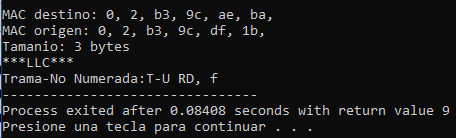 MAC destino: 0, 2, b3, 9c, ae, ba,
MAC origen: 0, 2, b3, 9c, df, 1b,
Tamanio: 3 bytes
***LLC***
Trama-No Numerada:T-U RD, f
--------------------------------
Process exited after 0.08408 seconds with return value 9
Presione una tecla para continuar . . .